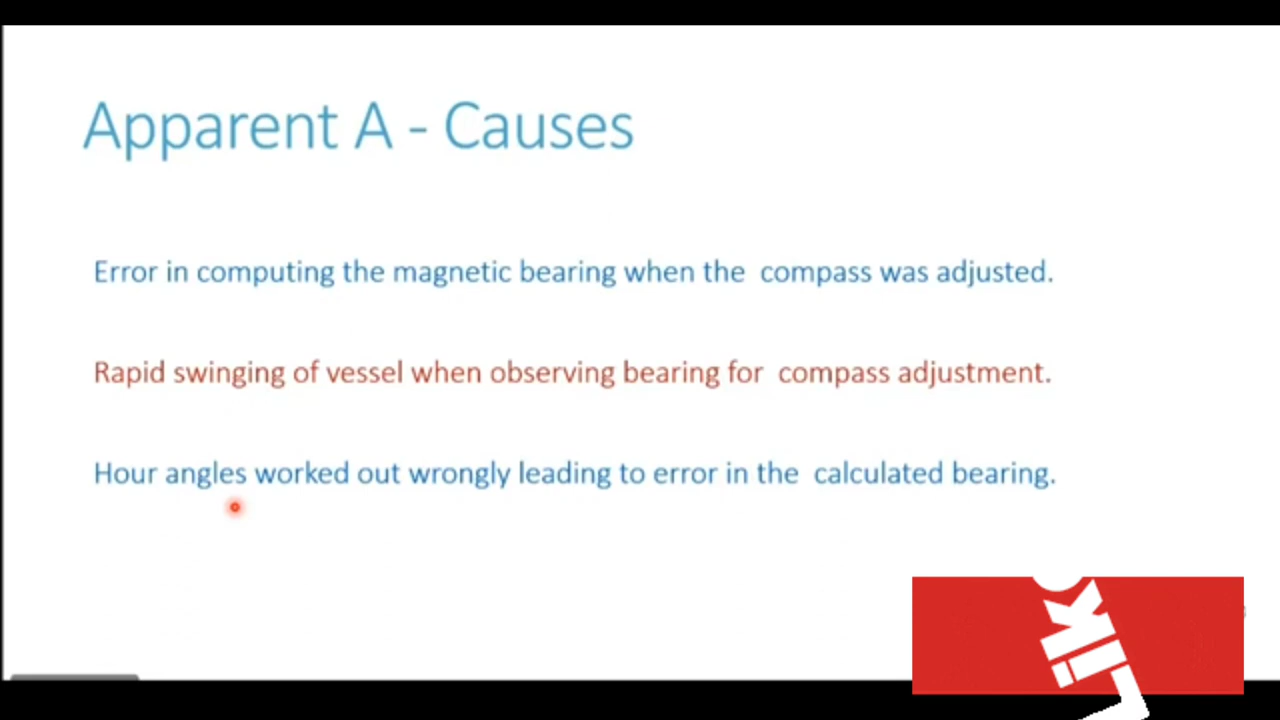 Apparent A - Causes
Error in computing the magnetic bearing when the compass was adjusted.
Rapid swinging of vessel when observing bearing for compass adjustment.
Hour angles worked out wrongly leading to error in the calculated bearing.